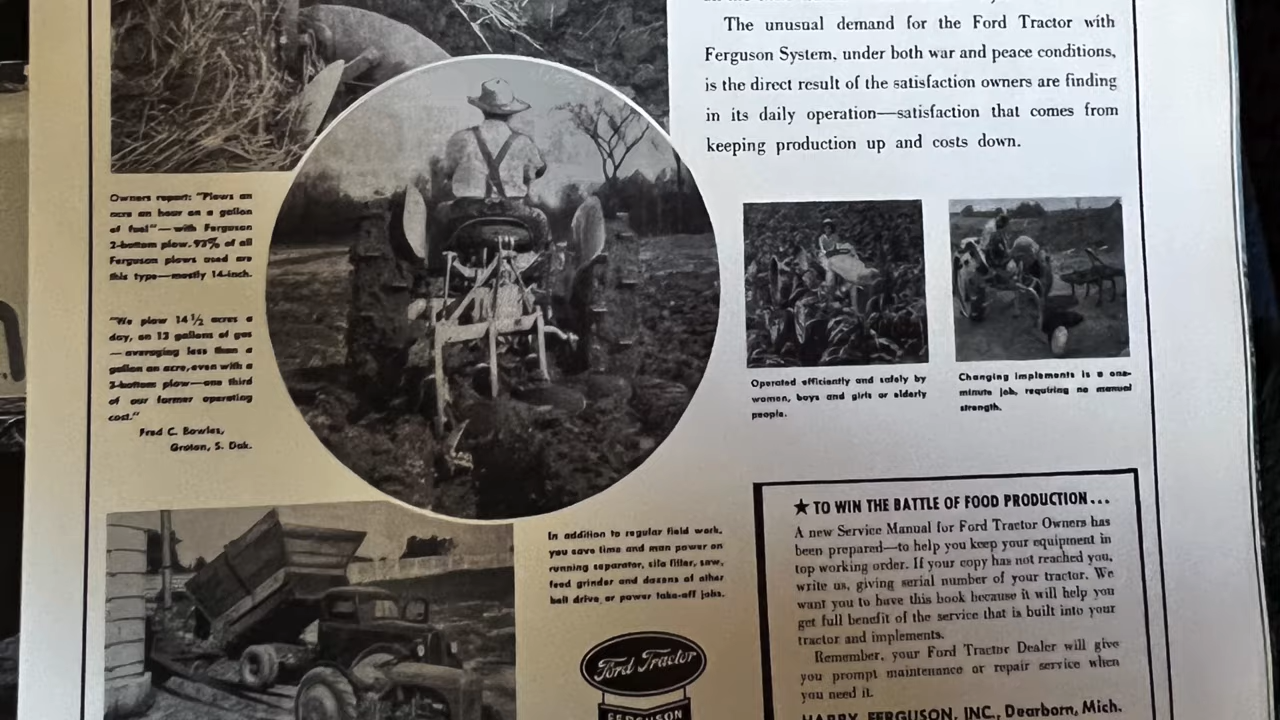 The unusual demand for the Ford Tractor with
Ferguson System, under both war and peace conditions,
is the direct result of the satisfaction owners are finding
in its daily operation—satisfaction that comes from
keeping production up and costs down.
Owners report: "Plows an
acre an hour on a gallon
of fuel"—with Ferguson
2-bottom plow. 93% of all
Ferguson plows used are
this type—mostly 14-inch.
"We plow 14½ acres a
day, on 13 gallons of gas
—averaging less than a
gallon an acre, even with a
2-bottom plow—one third
of our former operating
cost."
Fred C. Bowles,
Groton, S. Dak.
Operated efficiently and safely by
women, boys and girls or elderly
people.
Changing implements is a one-
minute job, requiring no manual
strength.
In addition to regular field work,
you save time and man power on
running separator, silo filler, saw,
feed grinder and dozens of other
belt drive or power take-off jobs.
Ford Tractor
FERGUSON
★ TO WIN THE BATTLE OF FOOD PRODUCTION...
A new Service Manual for Ford Tractor Owners has
been prepared—to help you keep your equipment in
top working order. If your copy has not reached you,
write us, giving serial number of your tractor. We
want you to have this book because it will help you
get full benefit of the service that is built into your
tractor and implements.
Remember, your Ford Tractor Dealer will give
you prompt maintenance or repair service when
you need it.
HARRY FERGUSON, INC., Dearborn, Mich.